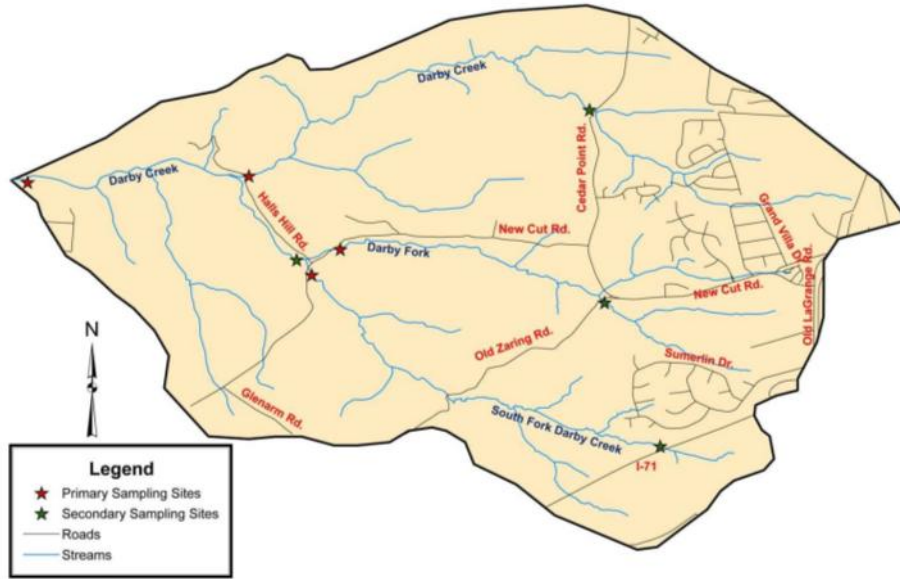 Darby Creek
Darby Creek
Cedar Point Rd.
Halls Hill Rd.
New Cut Rd.
Darby Fork
Grand Villa D
Old LaGrange Rd.
New Cut Rd.
Old Zaring Rd.
Sumerlin Dr.
Glenarm Rd.
South Fork Darby Creek
I-71
N
Legend
Primary Sampling Sites
Secondary Sampling Sites
Roads
Streams